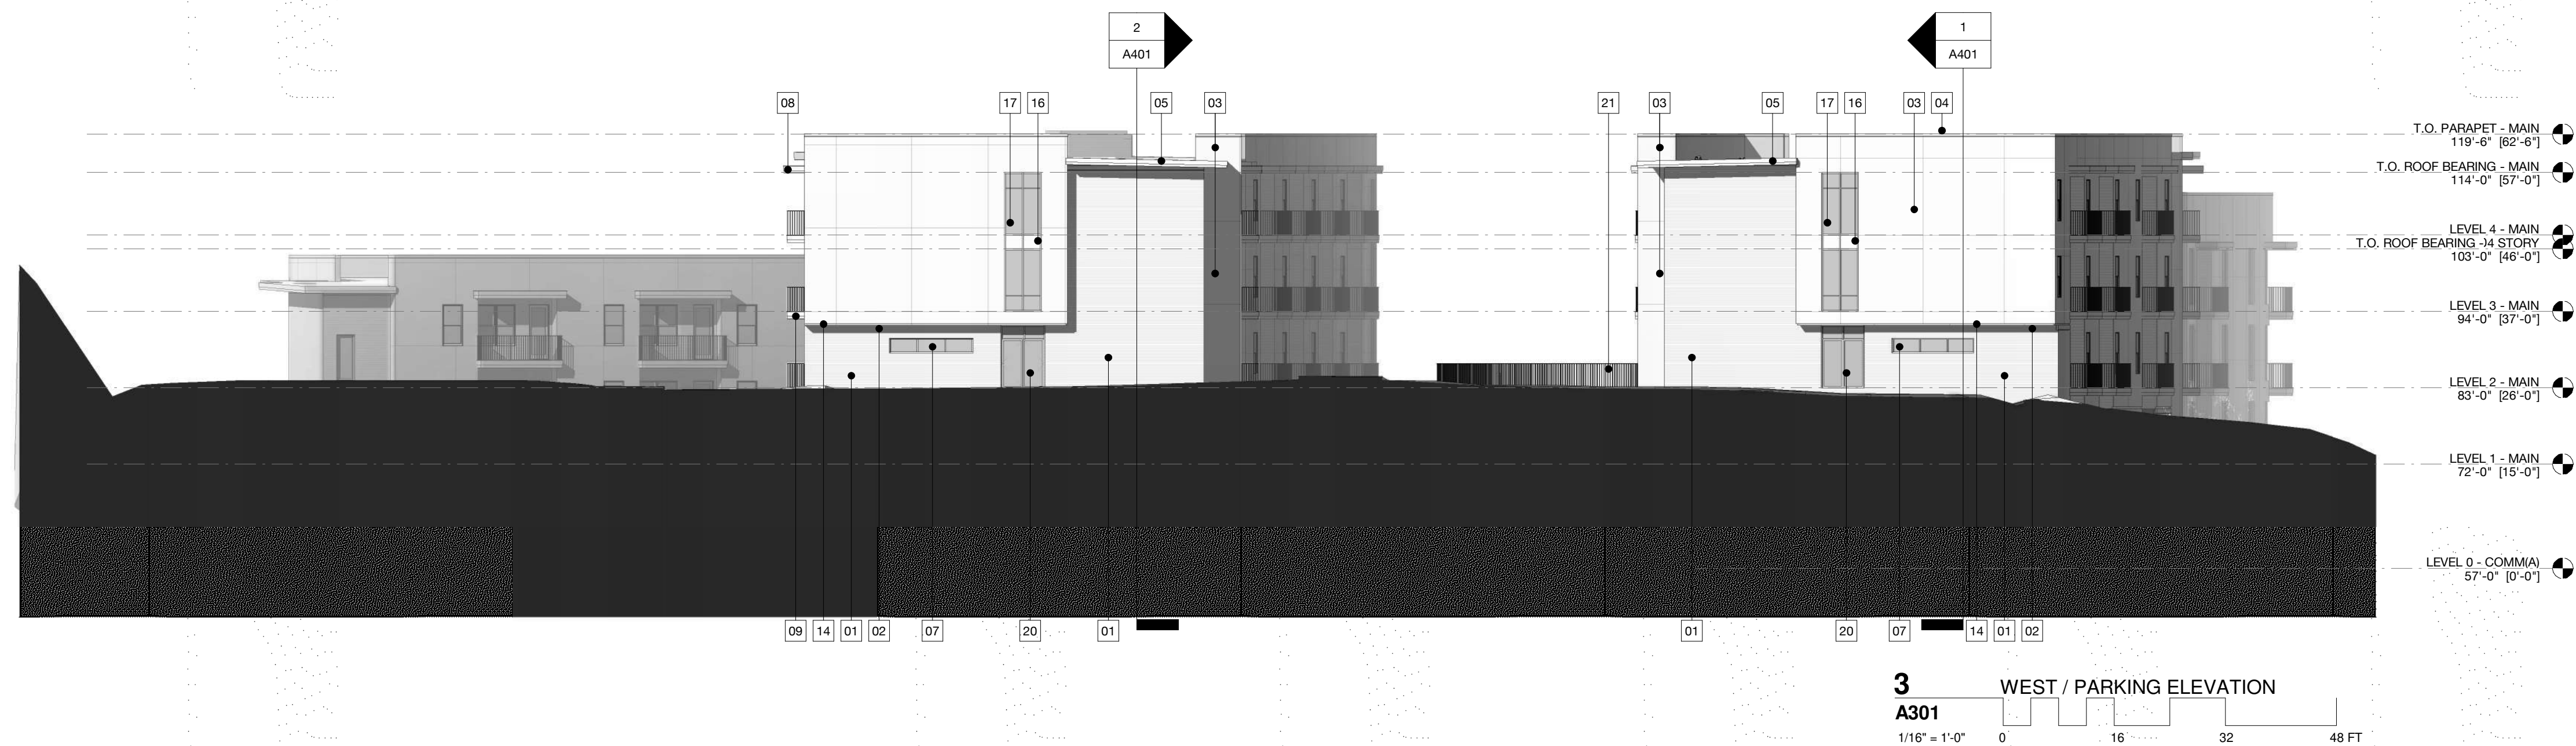 2
A401
1
A401
08
17
16
05
03
21
03
05
17
16
03
04
T.O. PARAPET - MAIN
119'-6" [62'-6"]
T.O. ROOF BEARING - MAIN
114'-0" [57'-0"]
LEVEL 4 - MAIN
T.O. ROOF BEARING -
4 STORY
103'-0" [46'-0"]
LEVEL 3 - MAIN
94'-0" [37'-0"]
LEVEL 2 - MAIN
83'-0" [26'-0"]
LEVEL 1 - MAIN
72'-0" [15'-0"]
LEVEL 0 - COMM(A)
57'-0" [0'-0"]
09
14
01
02
07
20
01
01
20
07
14
01
02
3
WEST / PARKING ELEVATION
A301
1/16" = 1'-0"
0
16
32
48 FT